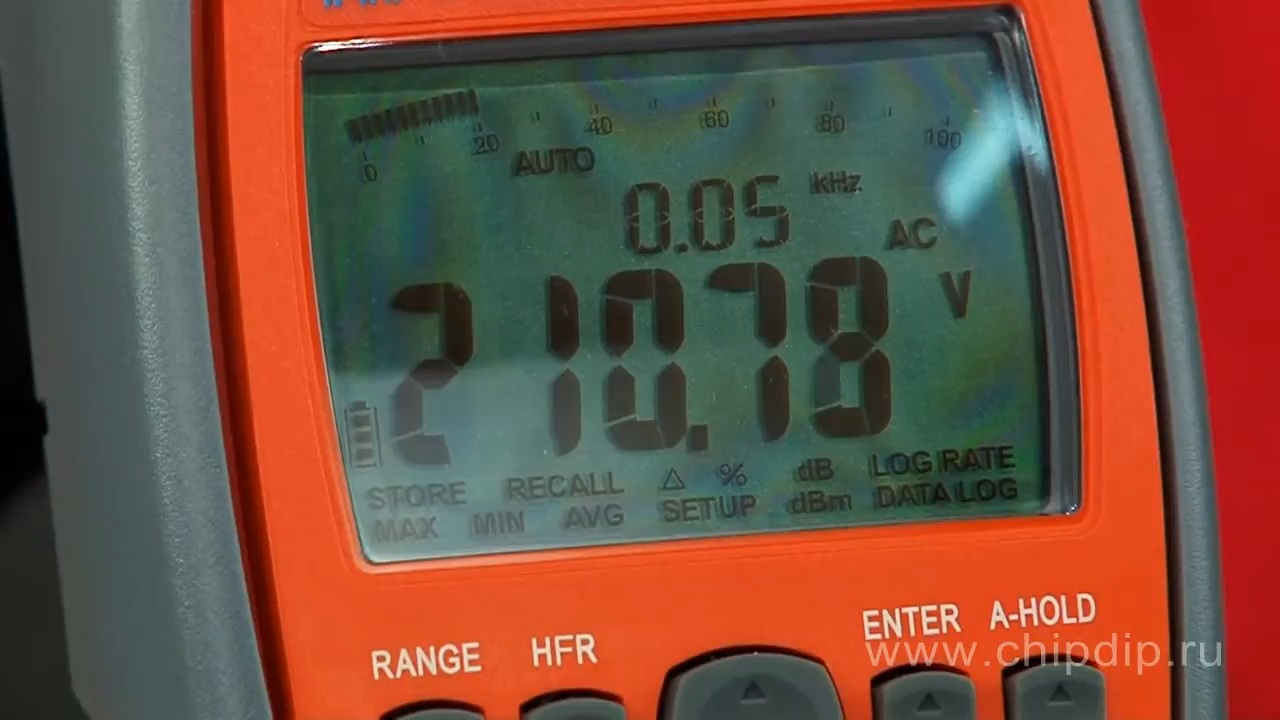 0 20 40 60 80 100
AUTO
0.05 kHz
AC
210.78 V
STORE RECALL △ % dB LOG RATE
MAX MIN AVG SETUP dBm DATA LOG
RANGE HFR ENTER A-HOLD
www.chipdip.ru